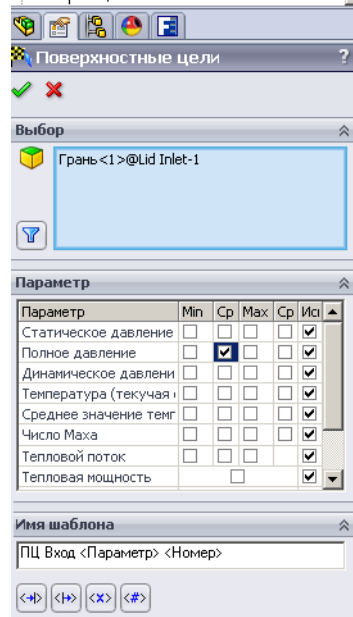 Поверхностные цели ?
Выбор
Грань<1>@Lid Inlet-1
Параметр
Параметр Min Ср Max Ср Исі
Статическое давление
Полное давление
Динамическое давлени
Температура (текучая
Среднее значение темг
Число Маха
Тепловой поток
Тепловая мощность
Имя шаблона
ПЦ Вход <Параметр> <Номер>
<x> <#>